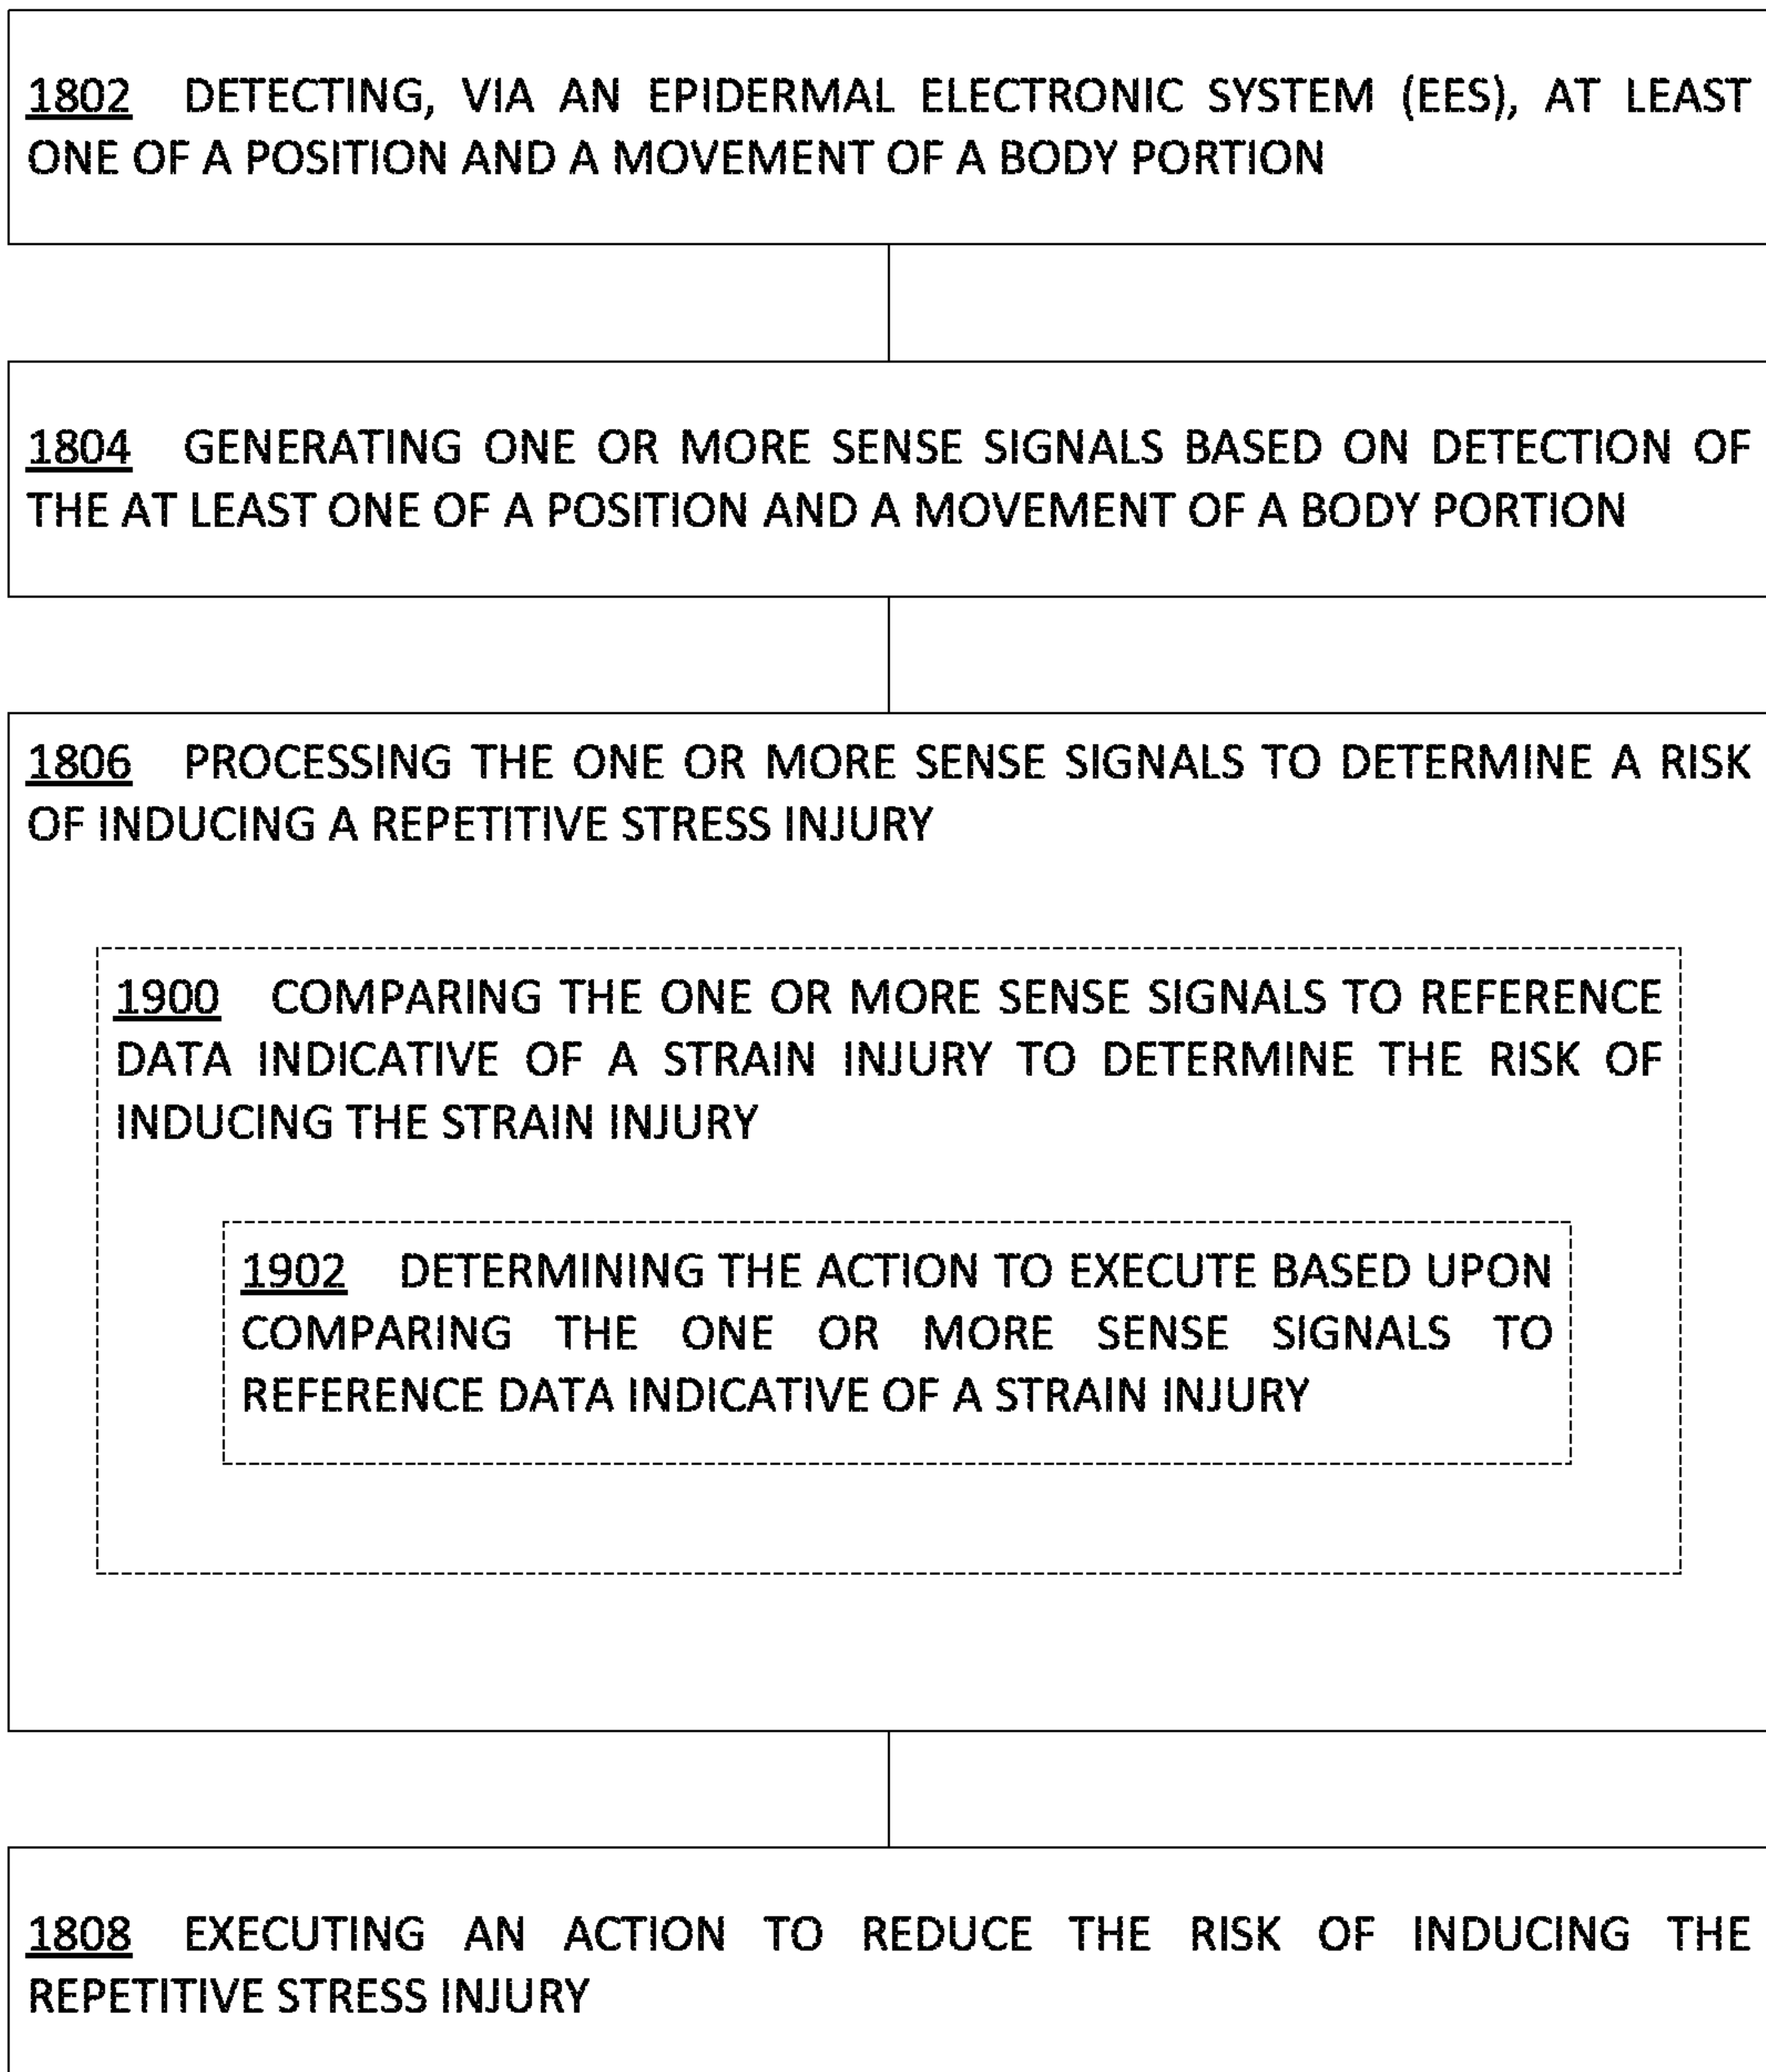 1802 DETECTING, VIA AN EPIDERMAL ELECTRONIC SYSTEM (EES), AT LEAST
ONE OF A POSITION AND A MOVEMENT OF A BODY PORTION
1804 GENERATING ONE OR MORE SENSE SIGNALS BASED ON DETECTION OF
THE AT LEAST ONE OF A POSITION AND A MOVEMENT OF A BODY PORTION
1806 PROCESSING THE ONE OR MORE SENSE SIGNALS TO DETERMINE A RISK
OF INDUCING A REPETITIVE STRESS INJURY
1900 COMPARING THE ONE OR MORE SENSE SIGNALS TO REFERENCE
DATA INDICATIVE OF A STRAIN INJURY TO DETERMINE THE RISK OF
INDUCING THE STRAIN INJURY
1902 DETERMINING THE ACTION TO EXECUTE BASED UPON
COMPARING THE ONE OR MORE SENSE SIGNALS TO
REFERENCE DATA INDICATIVE OF A STRAIN INJURY
1808 EXECUTING AN ACTION TO REDUCE THE RISK OF INDUCING THE
REPETITIVE STRESS INJURY